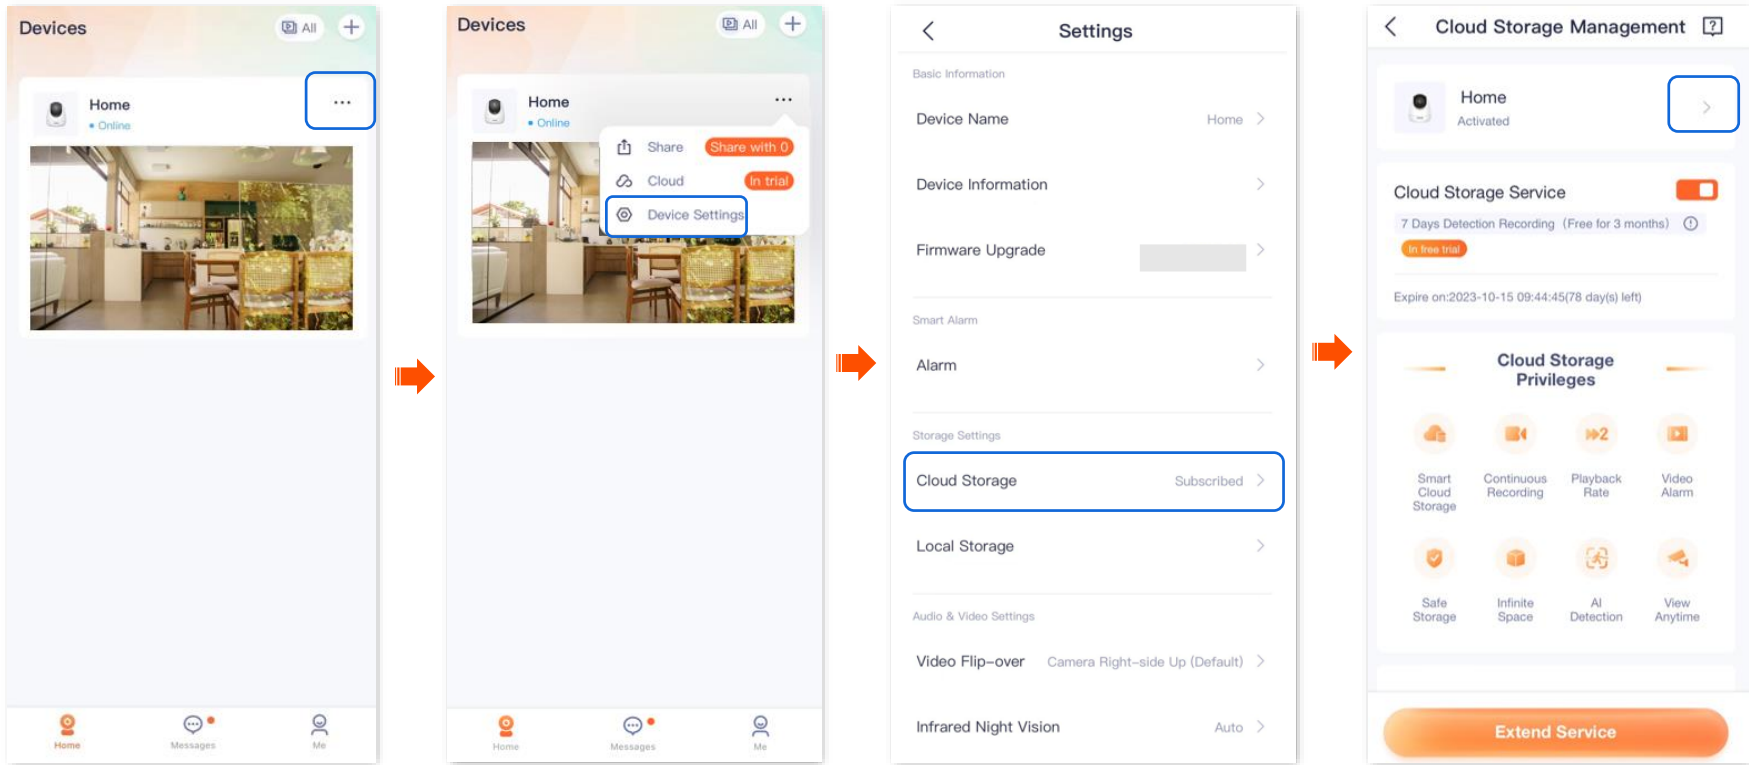 Devices
All
Home
Online
Home
Messages
Me
Devices
All
Home
Online
Share
Share with 0
Cloud
In trial
Device Settings
Home
Messages
Me
Settings
Basic Information
Device Name
Home
Device Information
Firmware Upgrade
Smart Alarm
Alarm
Storage Settings
Cloud Storage
Subscribed
Local Storage
Audio & Video Settings
Video Flip-over
Camera Right-side Up (Default)
Infrared Night Vision
Auto
Cloud Storage Management
Home
Activated
Cloud Storage Service
7 Days Detection Recording (Free for 3 months)
In free trial
Expire on:2023-10-15 09:44:45(78 day(s) left)
Cloud Storage
Privileges
Smart
Cloud
Storage
Continuous
Recording
2
Playback
Rate
Video
Alarm
Safe
Storage
Infinite
Space
AI
Detection
View
Anytime
Extend Service